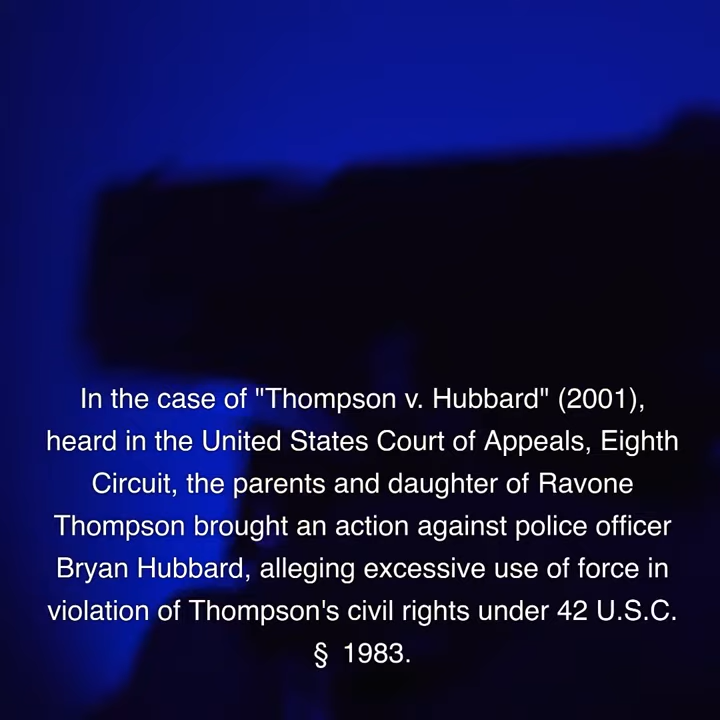 In the case of "Thompson v. Hubbard" (2001),
heard in the United States Court of Appeals, Eighth
Circuit, the parents and daughter of Ravone
Thompson brought an action against police officer
Bryan Hubbard, alleging excessive use of force in
violation of Thompson's civil rights under 42 U.S.C.
§ 1983.